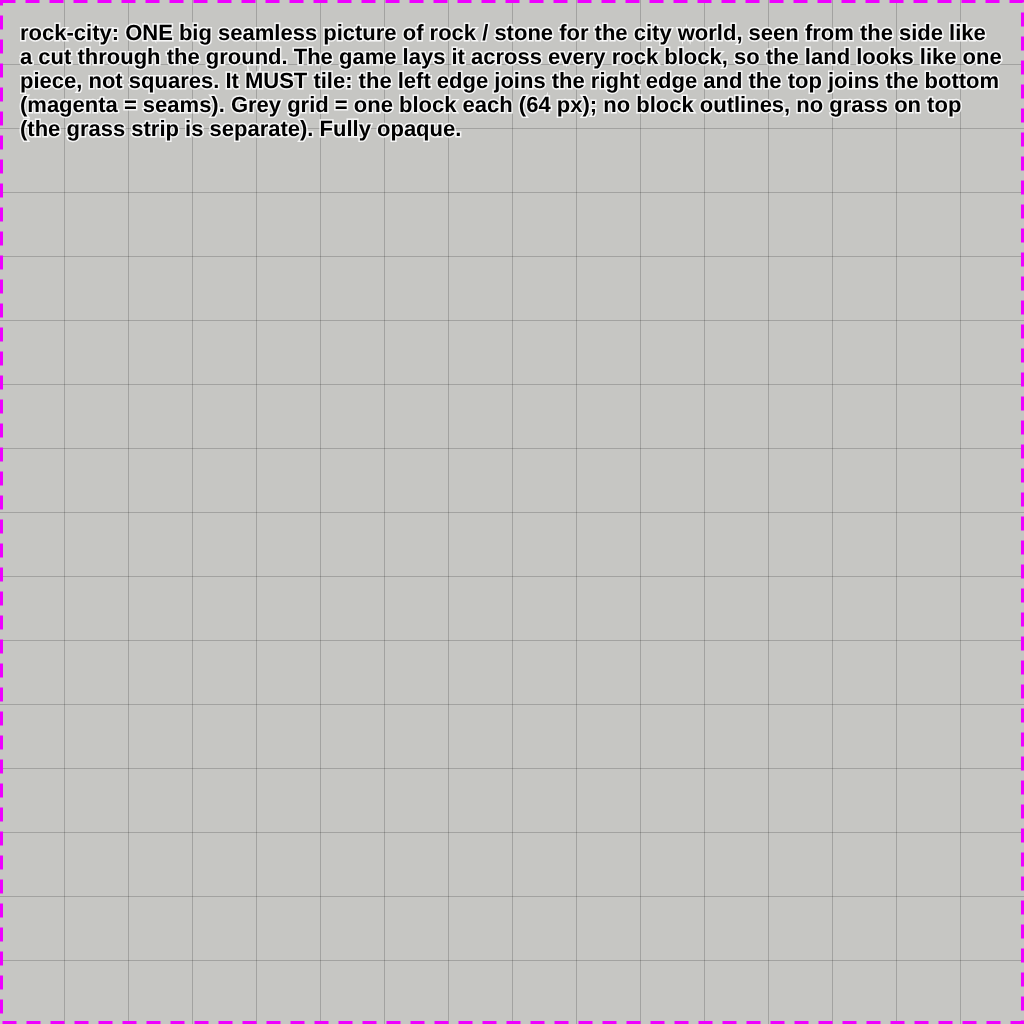 rock-city: ONE big seamless picture of rock / stone for the city world, seen from the side like
a cut through the ground. The game lays it across every rock block, so the land looks like one
piece, not squares. It MUST tile: the left edge joins the right edge and the top joins the bottom
(magenta = seams). Grey grid = one block each (64 px); no block outlines, no grass on top
(the grass strip is separate). Fully opaque.